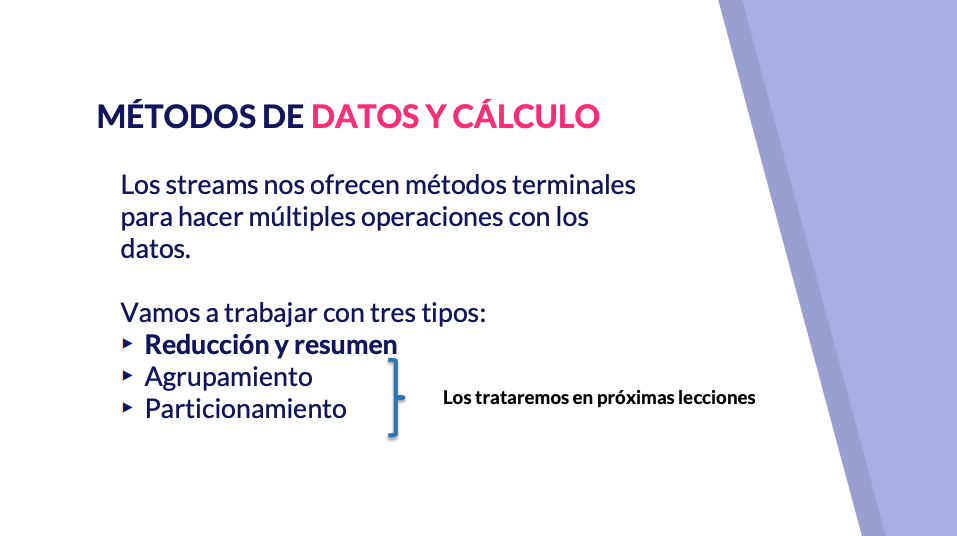 MÉTODOS DE DATOS Y CÁLCULO
Los streams nos ofrecen métodos terminales
para hacer múltiples operaciones con los
datos.
Vamos a trabajar con tres tipos:
‣ Reducción y resumen
‣ Agrupamiento
‣ Particionamiento
Los trataremos en próximas lecciones